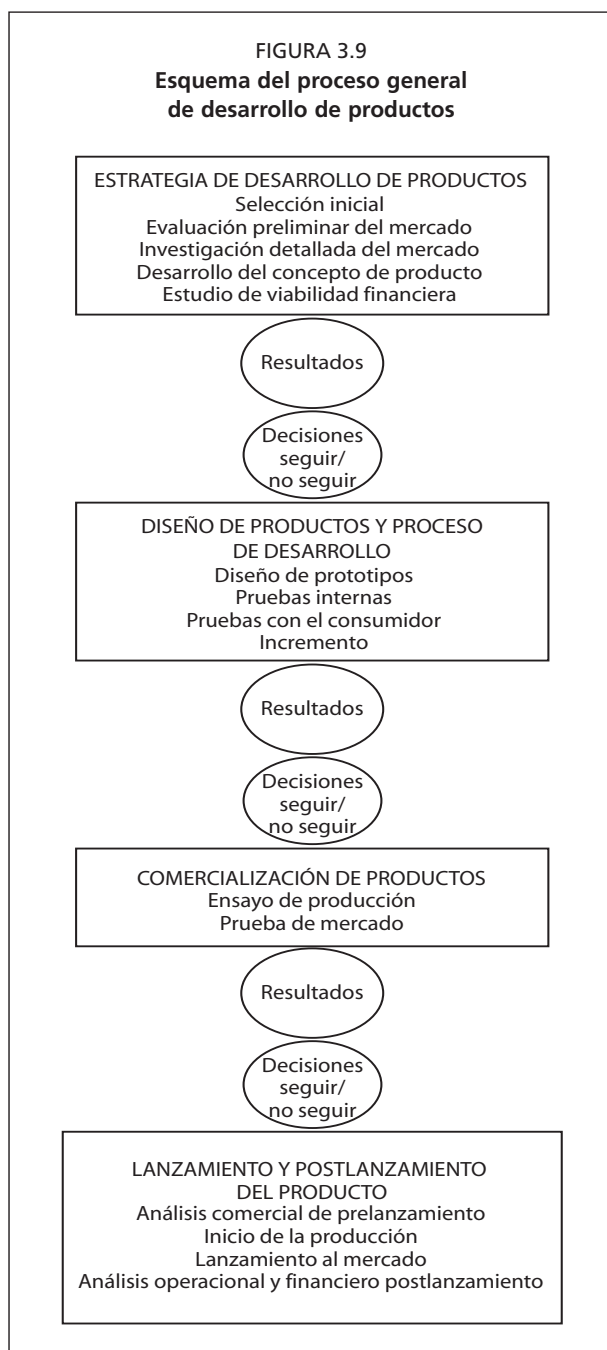 FIGURA 3.9
Esquema del proceso general
de desarrollo de productos
ESTRATEGIA DE DESARROLLO DE PRODUCTOS
Selección inicial
Evaluación preliminar del mercado
Investigación detallada del mercado
Desarrollo del concepto de producto
Estudio de viabilidad financiera
Resultados
Decisiones
seguir/
no seguir
DISEÑO DE PRODUCTOS Y PROCESO
DE DESARROLLO
Diseño de prototipos
Pruebas internas
Pruebas con el consumidor
Incremento
Resultados
Decisiones
seguir/
no seguir
COMERCIALIZACIÓN DE PRODUCTOS
Ensayo de producción
Prueba de mercado
Resultados
Decisiones
seguir/
no seguir
LANZAMIENTO Y POSTLANZAMIENTO
DEL PRODUCTO
Análisis comercial de prelanzamiento
Inicio de la producción
Lanzamiento al mercado
Análisis operacional y financiero postlanzamiento